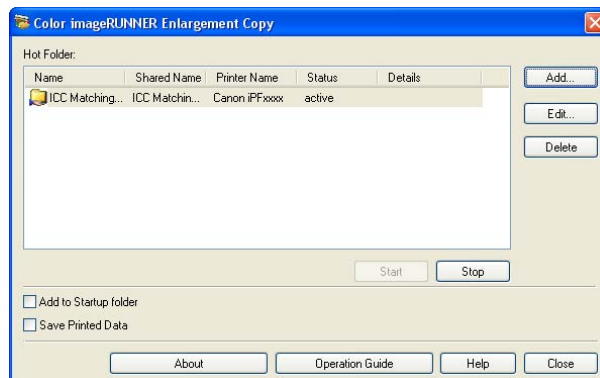 Color imageRUNNER Enlargement Copy
Hot Folder:
Name Shared Name Printer Name Status Details
ICC Matching... ICC Matchin... Canon iPFxxxx active
Add...
Edit...
Delete
Start Stop
Add to Startup folder
Save Printed Data
About Operation Guide Help Close